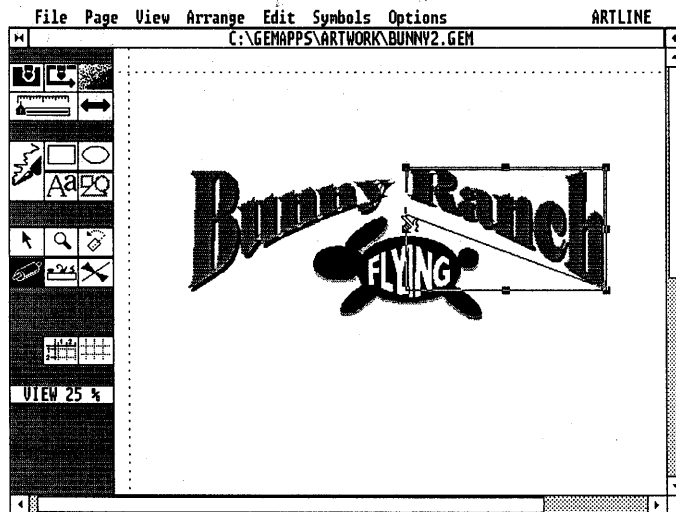 File Page View Arrange Edit Symbols Options ARTLINE
C:\GEMAPPS\ARTWORK\BUNNY2.GEM
Aa
Bunny Ranch
FLYING
VIEW 25 %